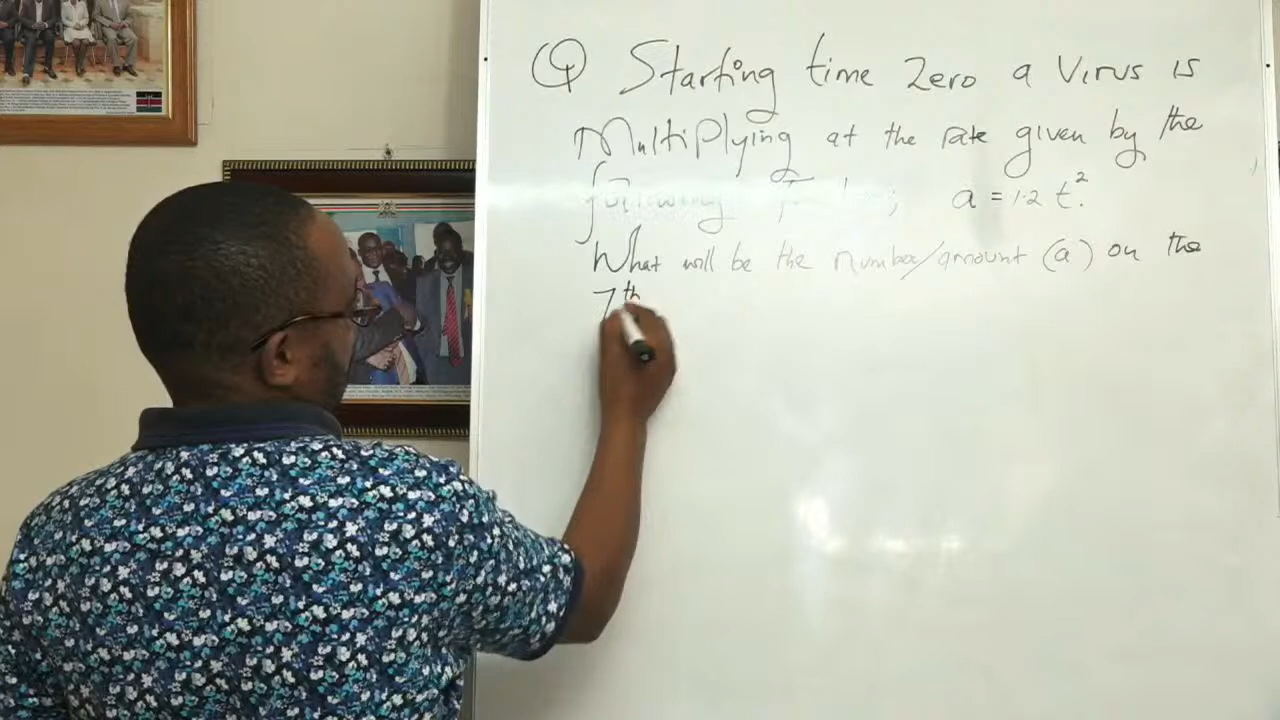 Q Starting time zero a virus is
Multiplying at the rate given by the
following ; a = 1.2 t².
What will be the number/amount (a) on the
7th